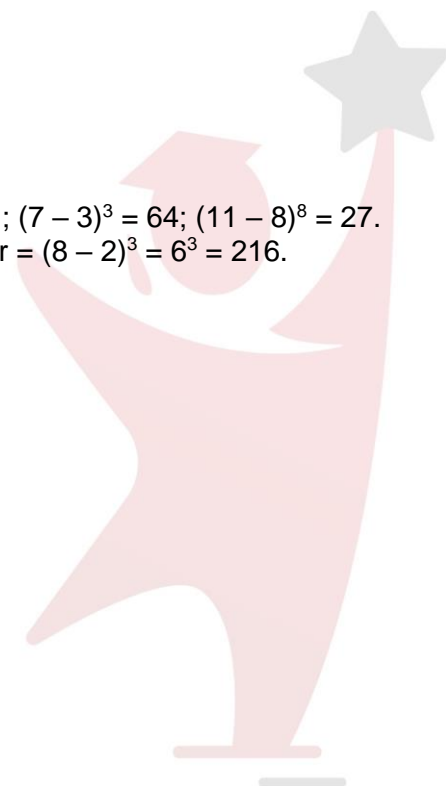 ; (7 – 3)³ = 64; (11 – 8)⁸ = 27.
r = (8 – 2)³ = 6³ = 216.